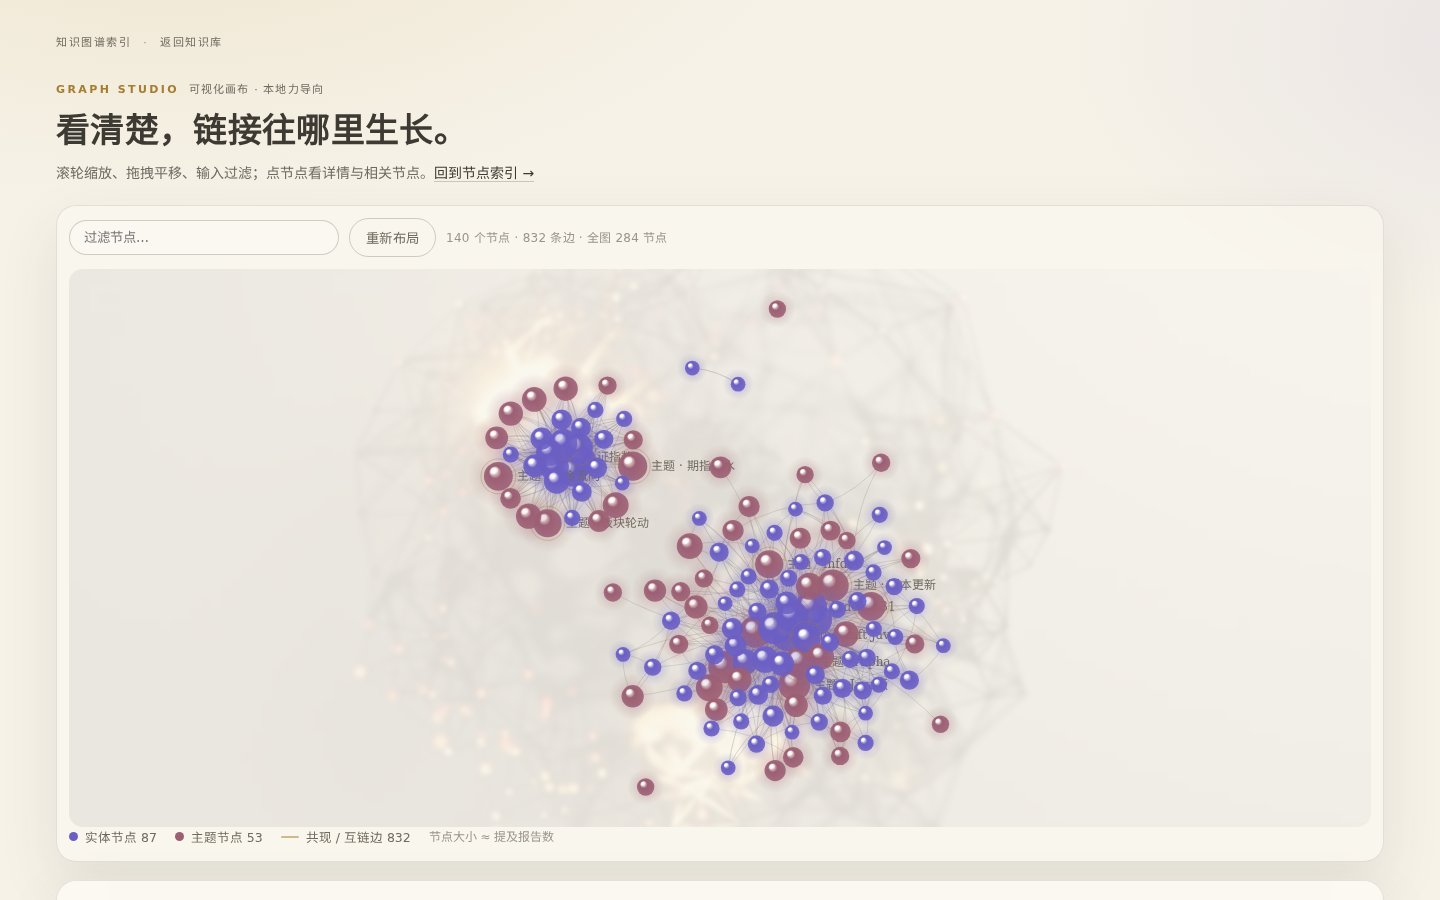 知识图谱索引 · 返回知识库
GRAPH STUDIO 可视化画布 · 本地力导向
看清楚，链接往哪里生长。
滚轮缩放、拖拽平移、输入过滤；点节点看详情与相关节点。回到节点索引 →
过滤节点…
重新布局
140 个节点 · 832 条边 · 全图 284 节点
主题 · 期指
块轮动
主题 ·
本更新
实体节点 87
主题节点 53
共现 / 互链边 832
节点大小 ≈ 提及报告数